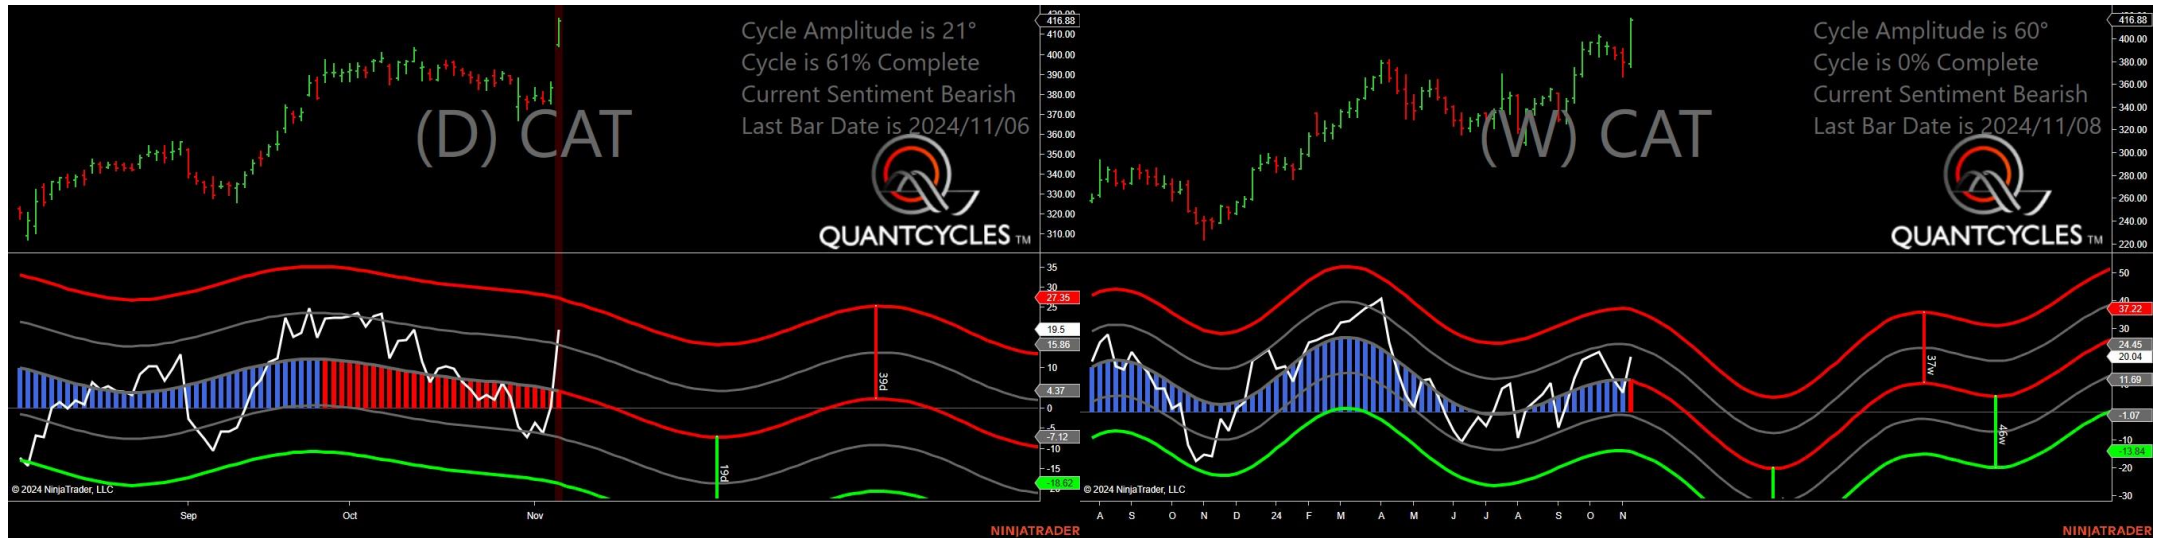 420.00
416.88
410.00
400.00
390.00
380.00
370.00
360.00
350.00
340.00
330.00
320.00
310.00
Cycle Amplitude is 21°
Cycle is 61% Complete
Current Sentiment Bearish
Last Bar Date is 2024/11/06
(D) CAT
QUANTCYCLES TM
35
30
27.35
25
19.5
15.86
10
4.37
0
-5
-7.12
-10
-15
-18.62
39d
19d
© 2024 NinjaTrader, LLC
Sep
Oct
Nov
NINJATRADER
416.88
400.00
380.00
360.00
340.00
320.00
300.00
280.00
260.00
240.00
220.00
Cycle Amplitude is 60°
Cycle is 0% Complete
Current Sentiment Bearish
Last Bar Date is 2024/11/08
(W) CAT
QUANTCYCLES TM
50
40
37.22
30
24.45
20.04
11.69
-1.07
-10
-13.84
-20
-30
37w
46w
© 2024 NinjaTrader, LLC
A S O N D 24 F M A M J J A S O N
NINJATRADER